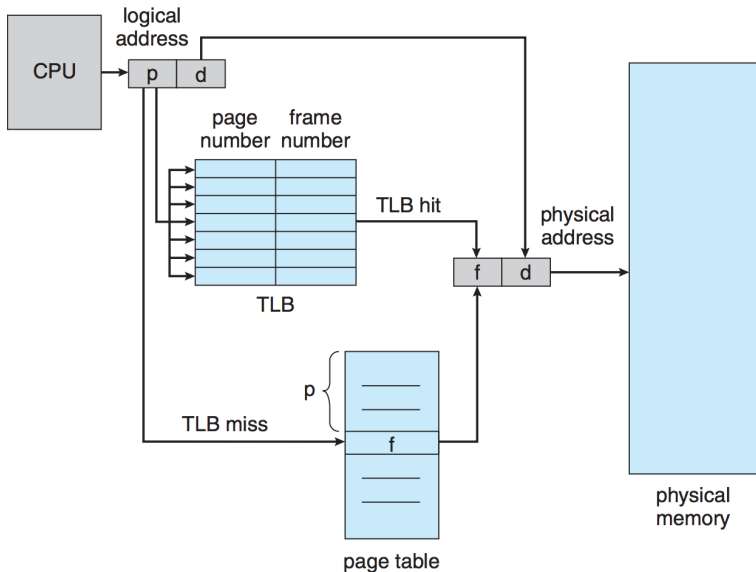 logical
address
CPU
p
d
page
number
frame
number
TLB hit
physical
address
f
d
TLB
p
TLB miss
f
page table
physical
memory